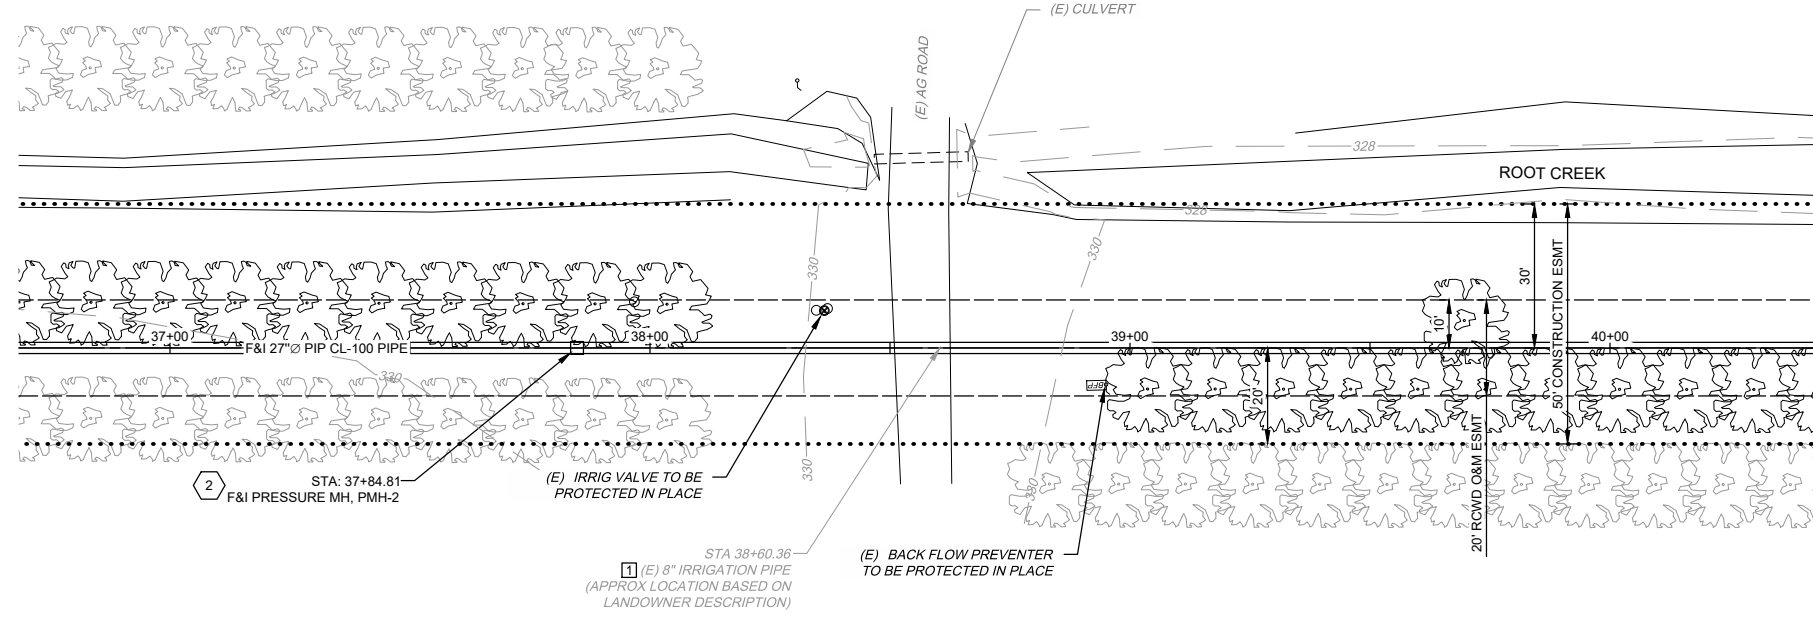 (E) CULVERT
(E) AG ROAD
328
ROOT CREEK
328
330
330
30'
50' CONSTRUCTION ESMT
10'
37+00
38+00
39+00
40+00
F&I 27"∅ PIP CL-100 PIPE
330
BFP
20'
20' RCWD O&M ESMT
330
330
2
STA: 37+84.81
F&I PRESSURE MH, PMH-2
(E) IRRIG VALVE TO BE
PROTECTED IN PLACE
STA 38+60.36
1 (E) 8" IRRIGATION PIPE
(APPROX LOCATION BASED ON
LANDOWNER DESCRIPTION)
(E) BACK FLOW PREVENTER
TO BE PROTECTED IN PLACE